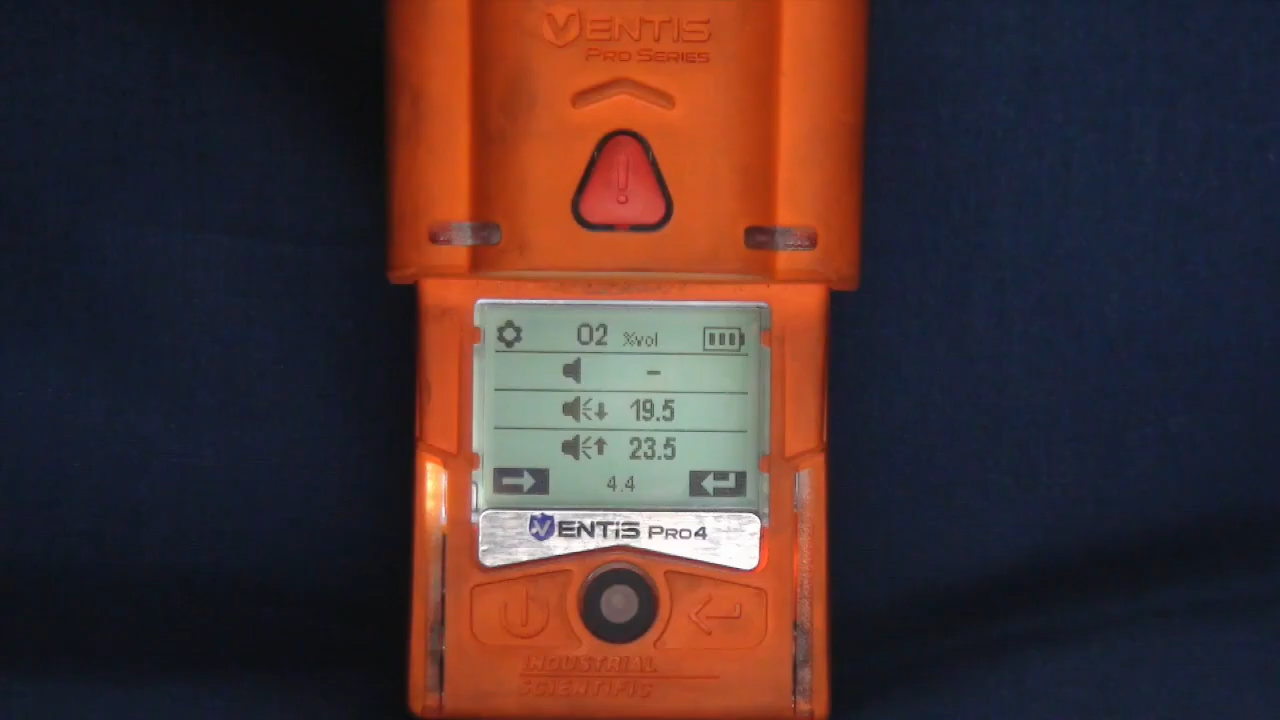 VENTIS
PRO SERIES
!
O2 %vol
–
19.5
23.5
4.4
VENTIS PRO4
INDUSTRIAL
SCIENTIFIC